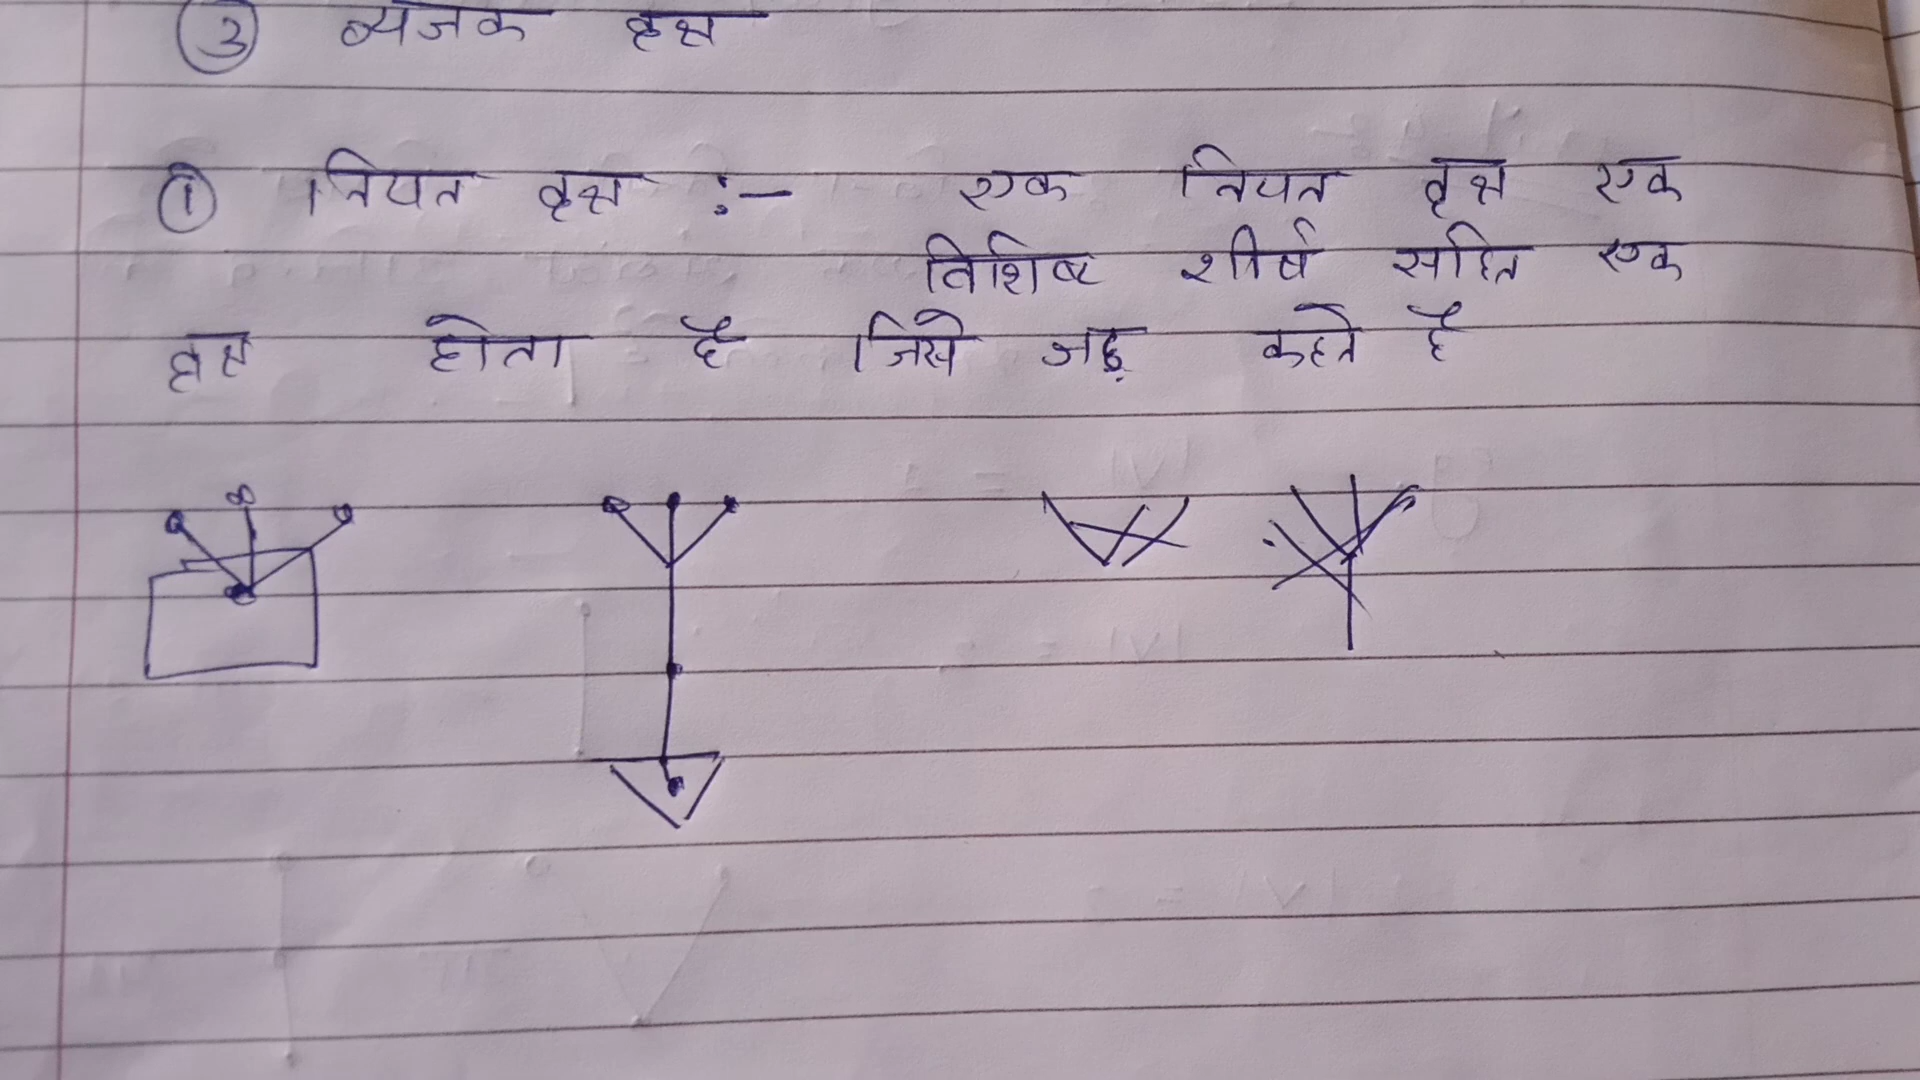 ③ व्यंजक वृक्ष
① नियत वृक्ष :- एक नियत वृक्ष एक
विशिष्ट शीर्ष सहित एक
वृक्ष होता है जिसे जड़ कहते है